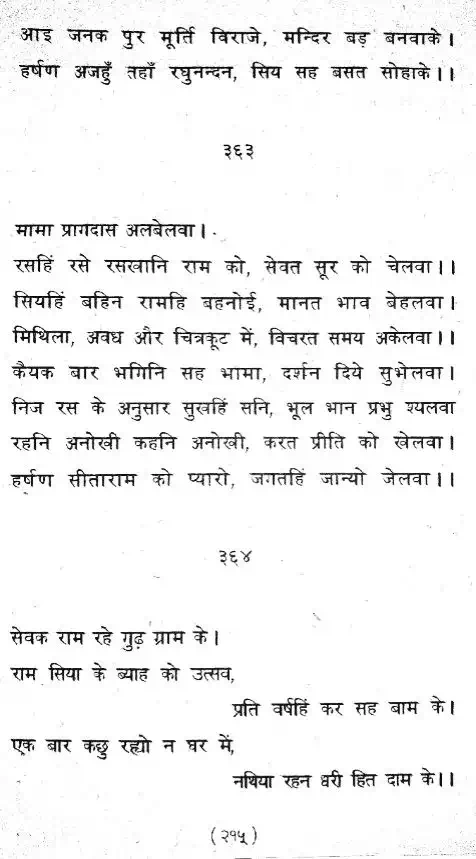 आइ जनक पुर मूर्ति विराजे, मन्दिर बड़ बनवाके।
हर्षण अजहुँ तहाँ रघुनन्दन, सिय सह बसत सोहाके।।
३६३
मामा प्रागदास अलबेलवा।
रसहिं रसे रसखानि राम को, सेवत सूर को चेलवा।।
सियहिं बहिन रामहि बहनोई, मानत भाव बेहलवा।
मिथिला, अवध और चित्रकूट में, विचरत समय अकेलवा।।
कैयक बार भगिनि सह भामा, दर्शन दिये सुभेलवा।
निज रस के अनुसार सुखहिं सनि, भूल भान प्रभु श्यलवा
रहनि अनोखी कहनि अनोखी, करत प्रीति को खेलवा।
हर्षण सीताराम को प्यारो, जगतहिं जान्यो जेलवा।।
३६४
सेवक राम रहे गुढ़ ग्राम के।
राम सिया के ब्याह को उत्सव,
प्रति वर्षहिं कर सह बाम के।
एक बार कछु रह्यो न घर में,
नथिया रहन धरी हित दाम के।।
(२१५)